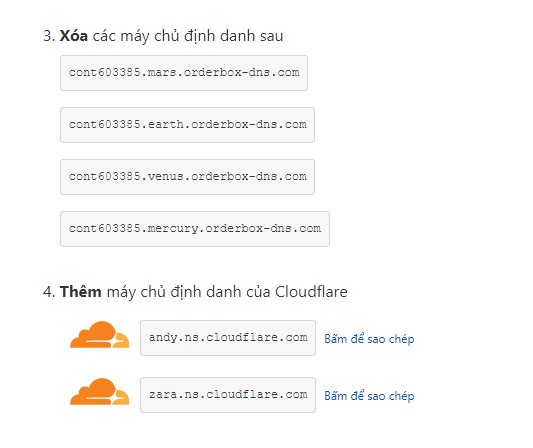 3. Xóa các máy chủ định danh sau
cont603385.mars.orderbox-dns.com
cont603385.earth.orderbox-dns.com
cont603385.venus.orderbox-dns.com
cont603385.mercury.orderbox-dns.com
4. Thêm máy chủ định danh của Cloudflare
andy.ns.cloudflare.com Bấm để sao chép
zara.ns.cloudflare.com Bấm để sao chép